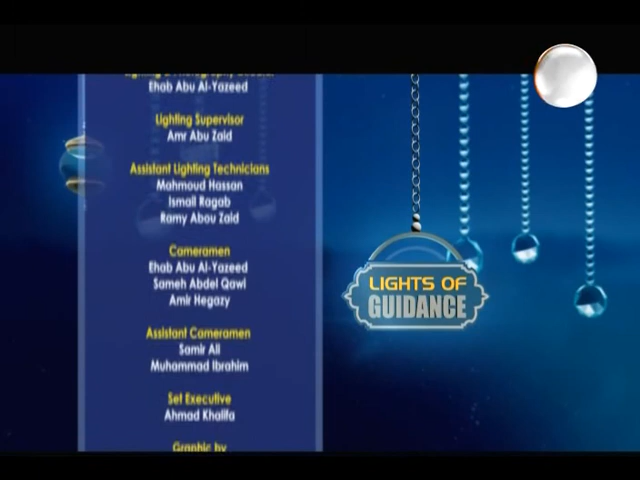 Ehab Abu Al-Yazeed
Lighting Supervisor
Amr Abu Zaid
Assistant Lighting Technicians
Mahmoud Hassan
Ismail Ragab
Ramy Abou Zaid
Cameramen
Ehab Abu Al-Yazeed
Sameh Abdel Qawi
Amir Hegazy
Assistant Cameramen
Samir Ali
Muhammad Ibrahim
Set Executive
Ahmad Khalifa
Graphic by
LIGHTS OF
GUIDANCE